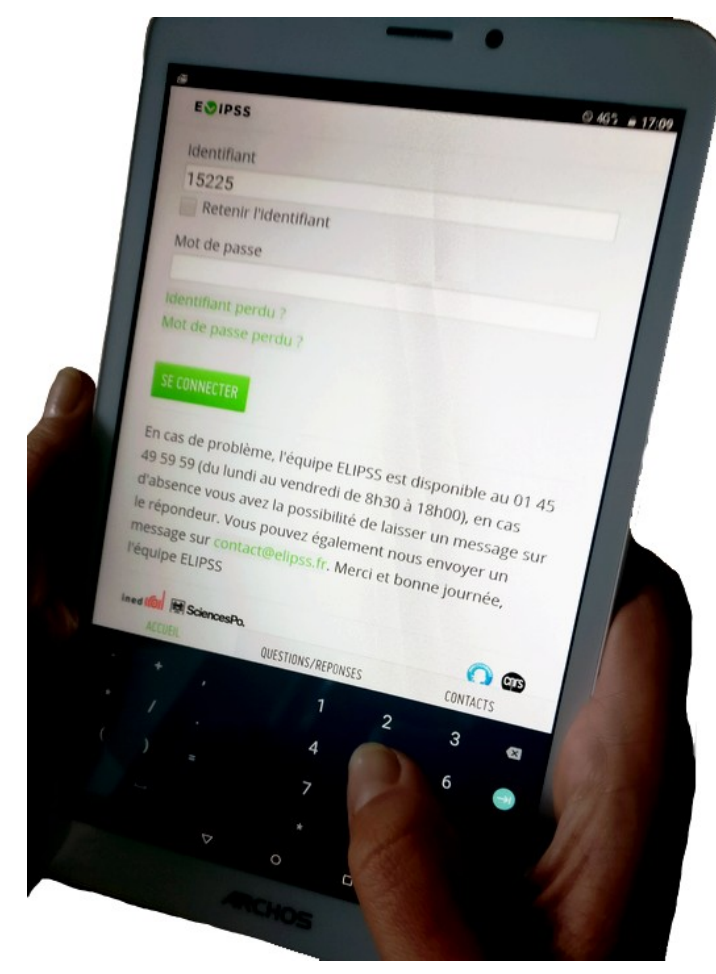 4G 17:09
ELIPSS
Identifiant
15225
Retenir l'identifiant
Mot de passe
Identifiant perdu ?
Mot de passe perdu ?
SE CONNECTER
En cas de problème, l'équipe ELIPSS est disponible au 01 45
49 59 59 (du lundi au vendredi de 8h30 à 18h00), en cas
d'absence vous avez la possibilité de laisser un message sur
le répondeur. Vous pouvez également nous envoyer un
message sur contact@elipss.fr. Merci et bonne journée,
l'équipe ELIPSS
ined SciencesPo. cnrs
ACCUEIL QUESTIONS/REPONSES CONTACTS
+ 1 2 3
/ 4 6
( ) = 7
*
ARCHOS